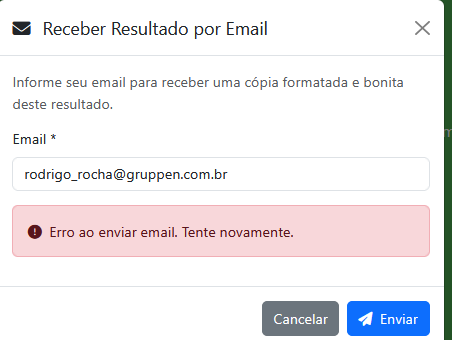 Receber Resultado por Email
Informe seu email para receber uma cópia formatada e bonita
deste resultado.
Email *
rodrigo_rocha@gruppen.com.br
Erro ao enviar email. Tente novamente.
Cancelar
Enviar